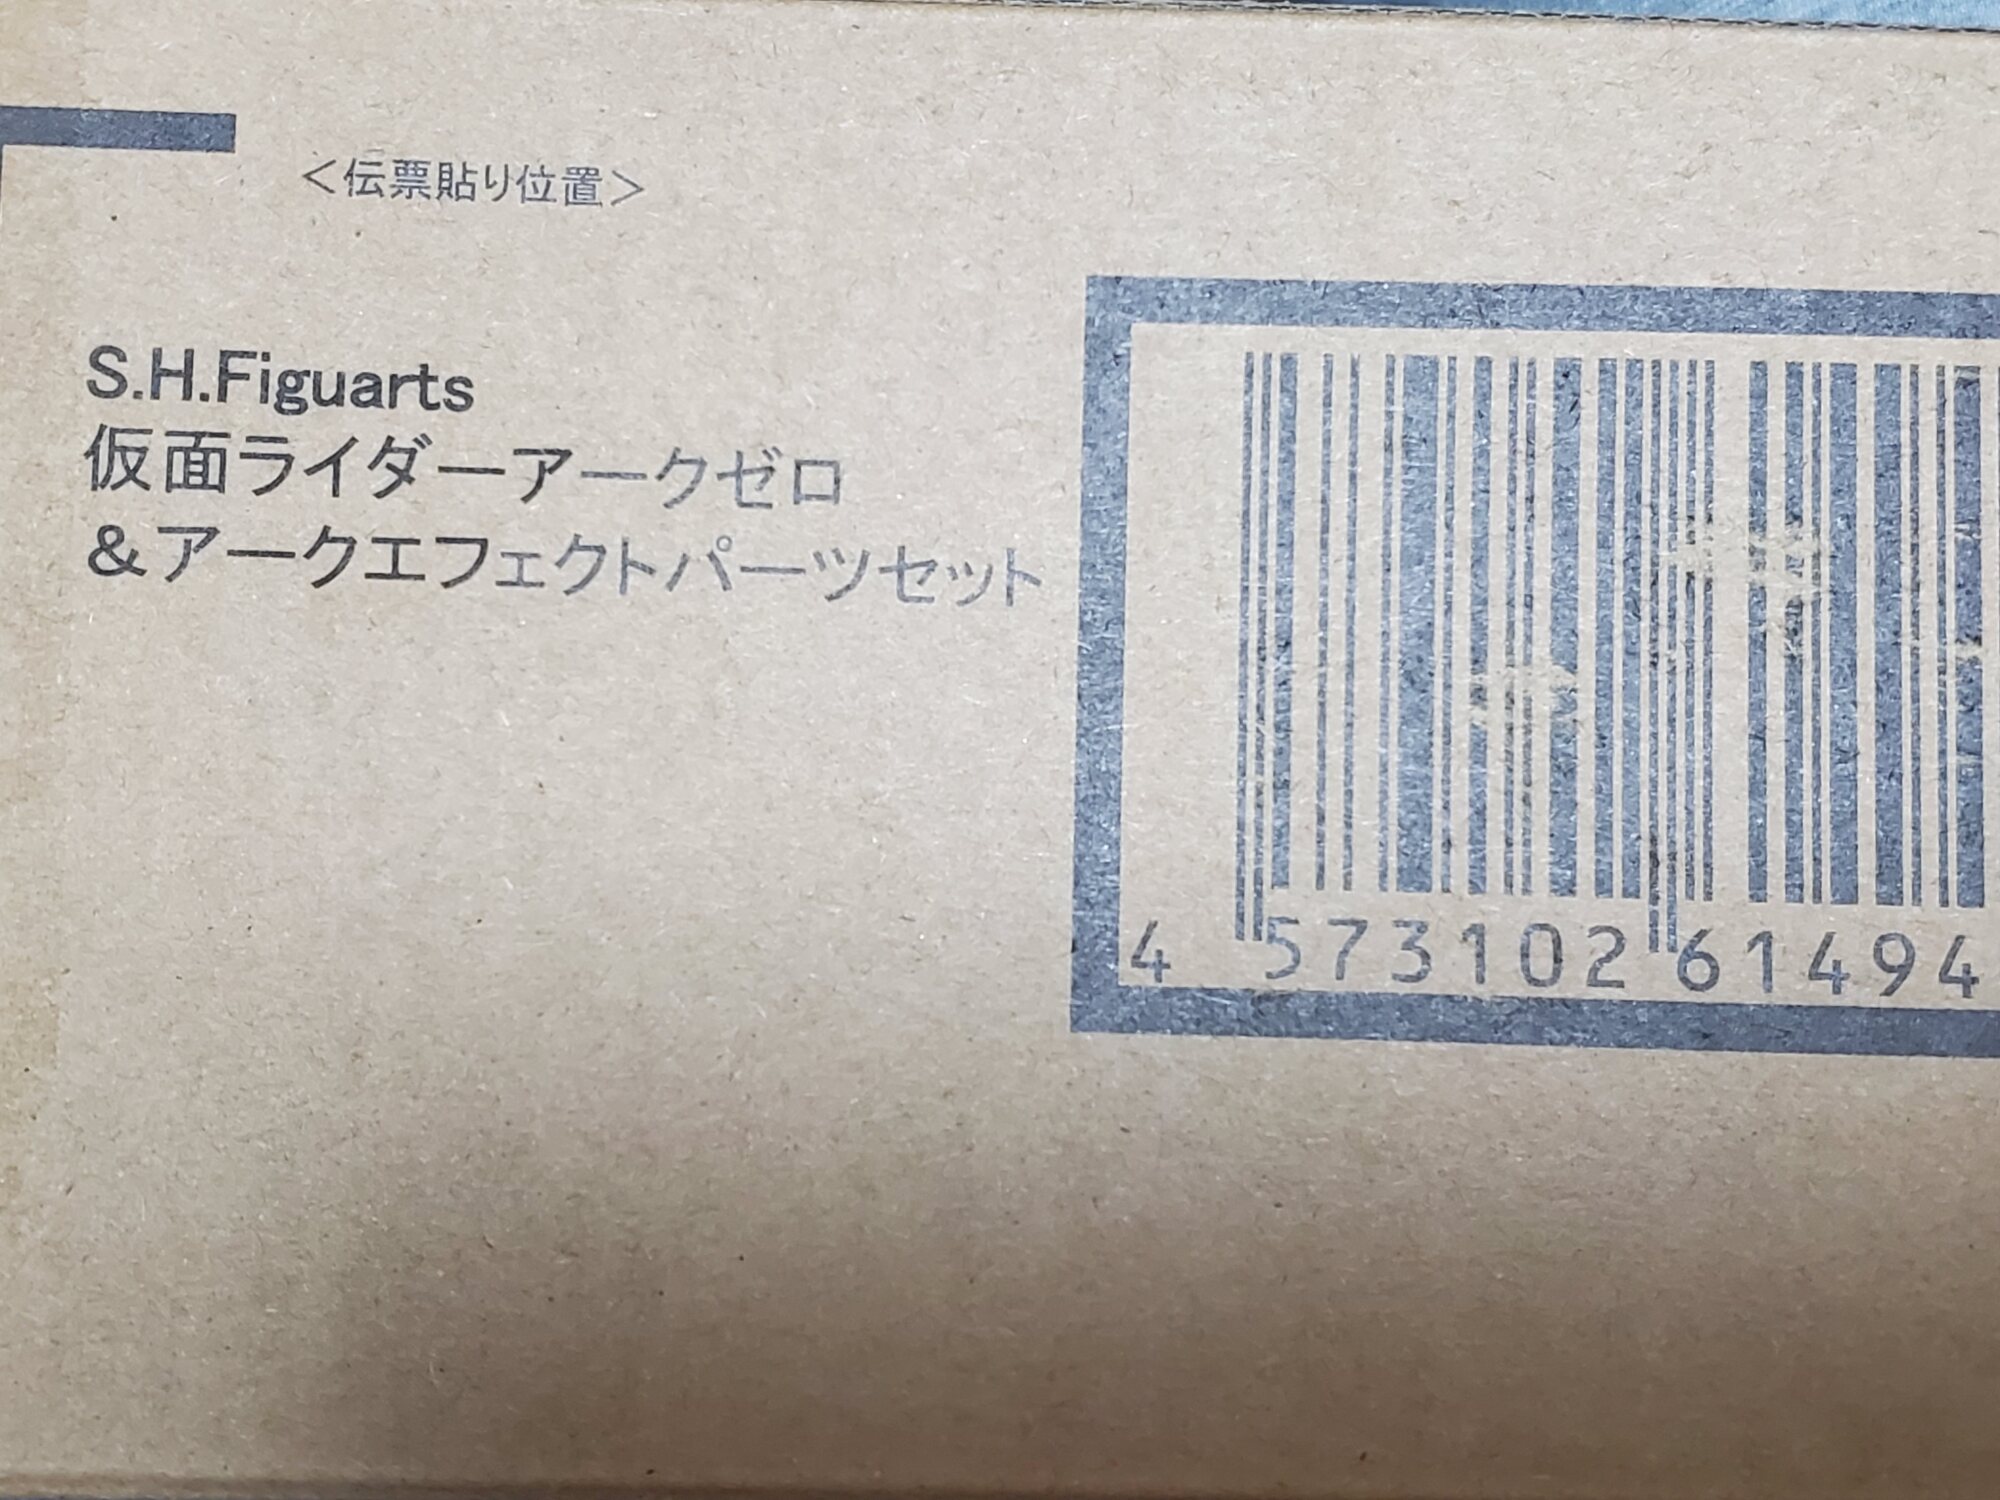 ＜伝票貼り位置＞
S.H.Figuarts
仮面ライダーアークゼロ
＆アークエフェクトパーツセット
4 573102 61494